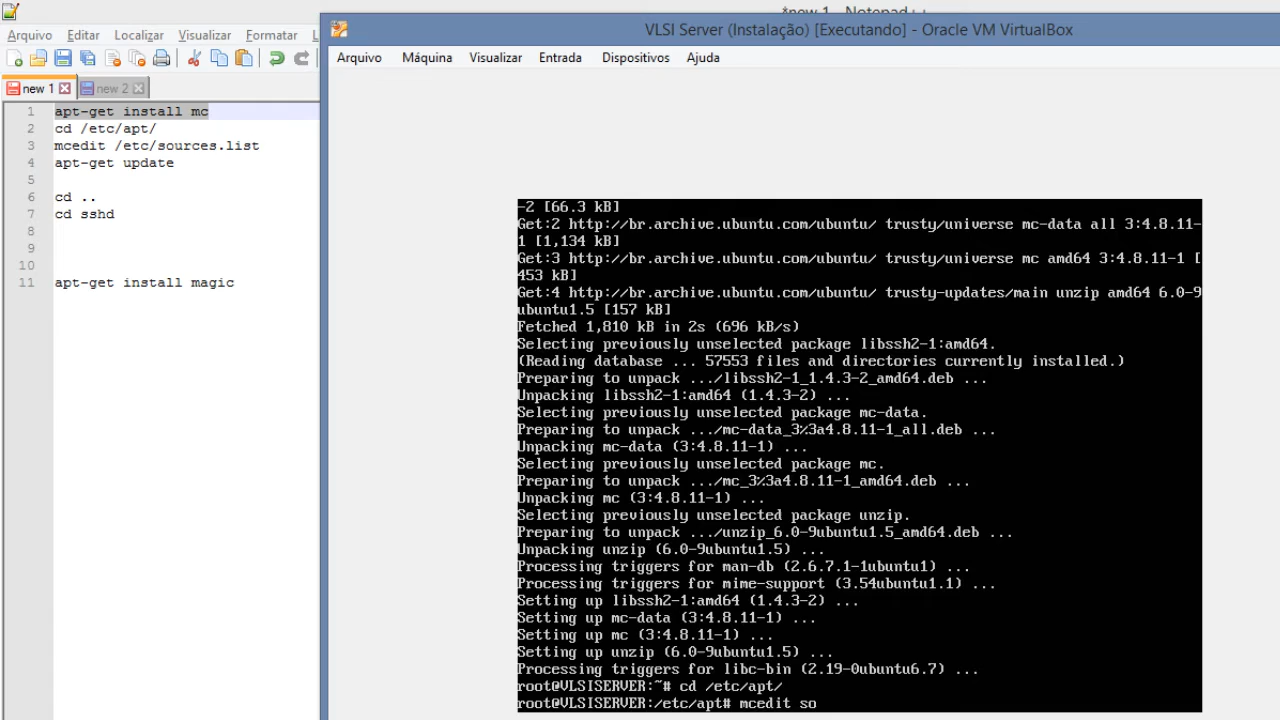 *new 1 - Notepad++
Arquivo Editar Localizar Visualizar Formatar L
new 1 new 2
1 apt-get install mc
2 cd /etc/apt/
3 mcedit /etc/sources.list
4 apt-get update
5
6 cd ..
7 cd sshd
8
9
10
11 apt-get install magic
VLSI Server (Instalação) [Executando] - Oracle VM VirtualBox
Arquivo Máquina Visualizar Entrada Dispositivos Ajuda
-2 [66.3 kB]
Get:2 http://br.archive.ubuntu.com/ubuntu/ trusty/universe mc-data all 3:4.8.11-
1 [1,134 kB]
Get:3 http://br.archive.ubuntu.com/ubuntu/ trusty/universe mc amd64 3:4.8.11-1 [
453 kB]
Get:4 http://br.archive.ubuntu.com/ubuntu/ trusty-updates/main unzip amd64 6.0-9
ubuntu1.5 [157 kB]
Fetched 1,810 kB in 2s (696 kB/s)
Selecting previously unselected package libssh2-1:amd64.
(Reading database ... 57553 files and directories currently installed.)
Preparing to unpack .../libssh2-1_1.4.3-2_amd64.deb ...
Unpacking libssh2-1:amd64 (1.4.3-2) ...
Selecting previously unselected package mc-data.
Preparing to unpack .../mc-data_3%3a4.8.11-1_all.deb ...
Unpacking mc-data (3:4.8.11-1) ...
Selecting previously unselected package mc.
Preparing to unpack .../mc_3%3a4.8.11-1_amd64.deb ...
Unpacking mc (3:4.8.11-1) ...
Selecting previously unselected package unzip.
Preparing to unpack .../unzip_6.0-9ubuntu1.5_amd64.deb ...
Unpacking unzip (6.0-9ubuntu1.5) ...
Processing triggers for man-db (2.6.7.1-1ubuntu1) ...
Processing triggers for mime-support (3.54ubuntu1.1) ...
Setting up libssh2-1:amd64 (1.4.3-2) ...
Setting up mc-data (3:4.8.11-1) ...
Setting up mc (3:4.8.11-1) ...
Setting up unzip (6.0-9ubuntu1.5) ...
Processing triggers for libc-bin (2.19-0ubuntu6.7) ...
root@VLSISERVER:~# cd /etc/apt/
root@VLSISERVER:/etc/apt# mcedit so